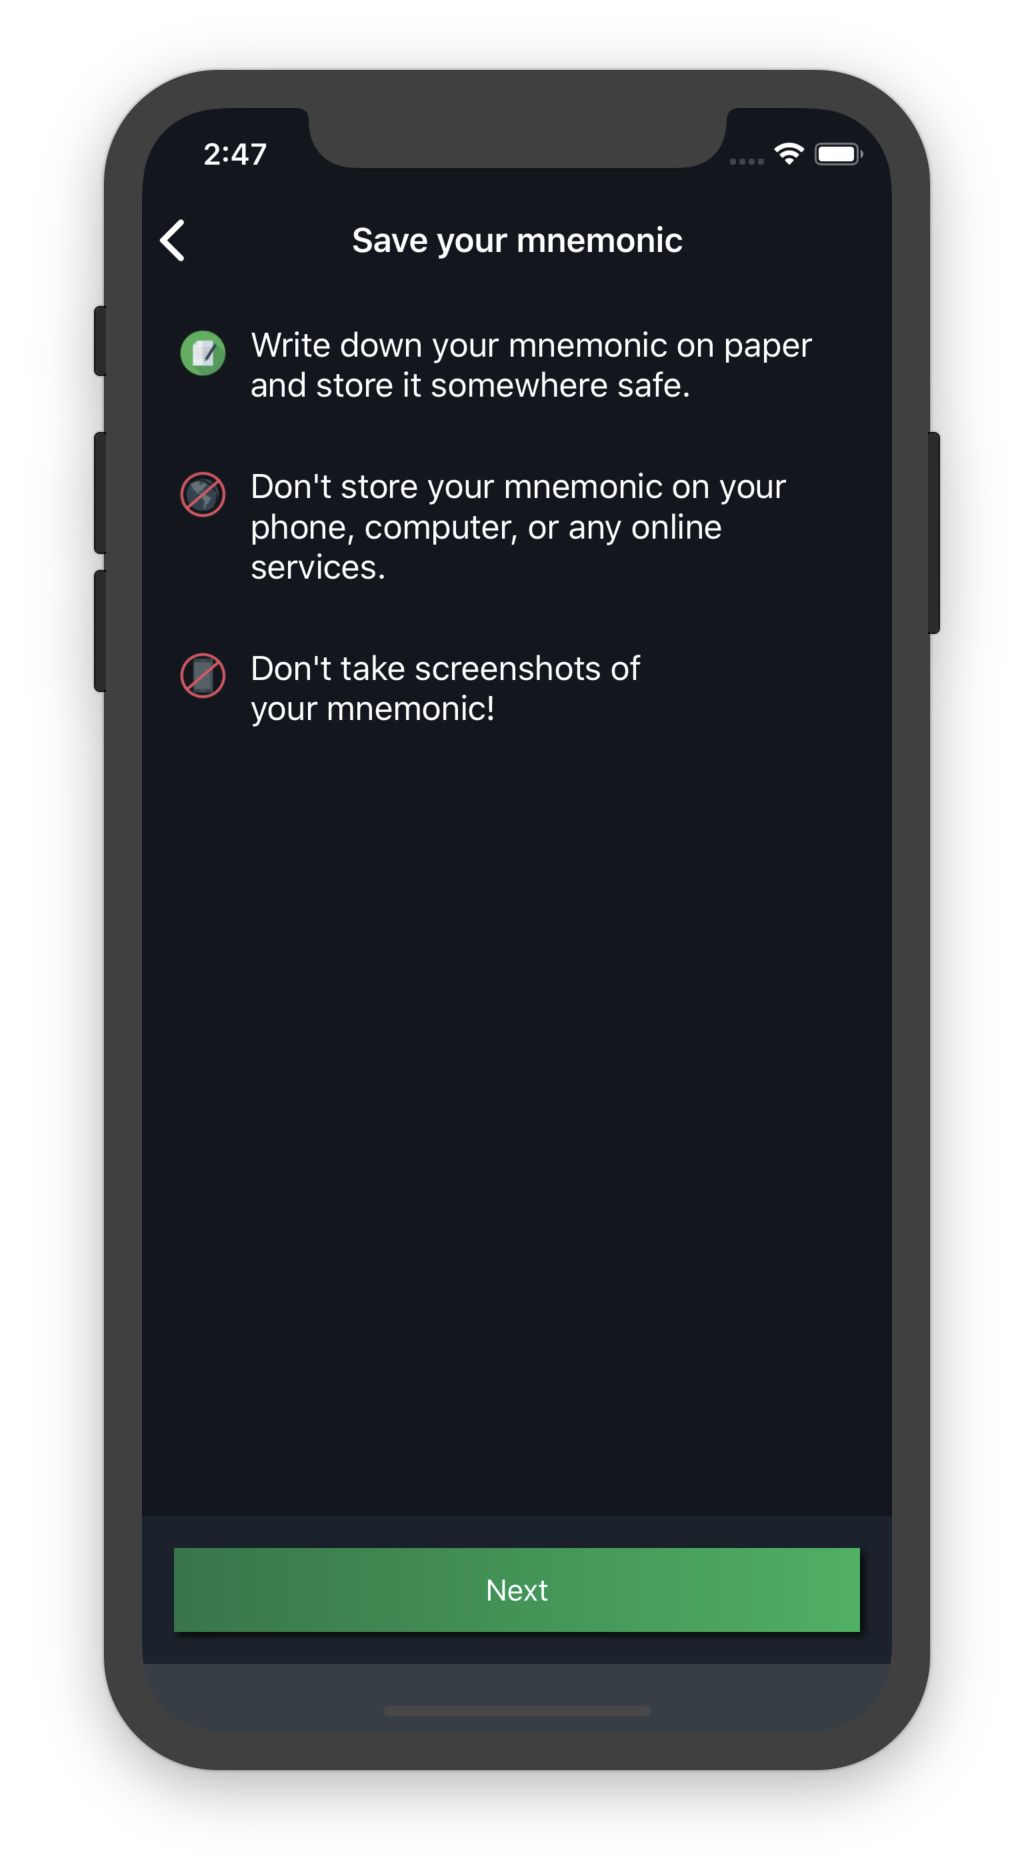 2:47
Save your mnemonic
Write down your mnemonic on paper
and store it somewhere safe.
Don't store your mnemonic on your
phone, computer, or any online
services.
Don't take screenshots of
your mnemonic!
Next